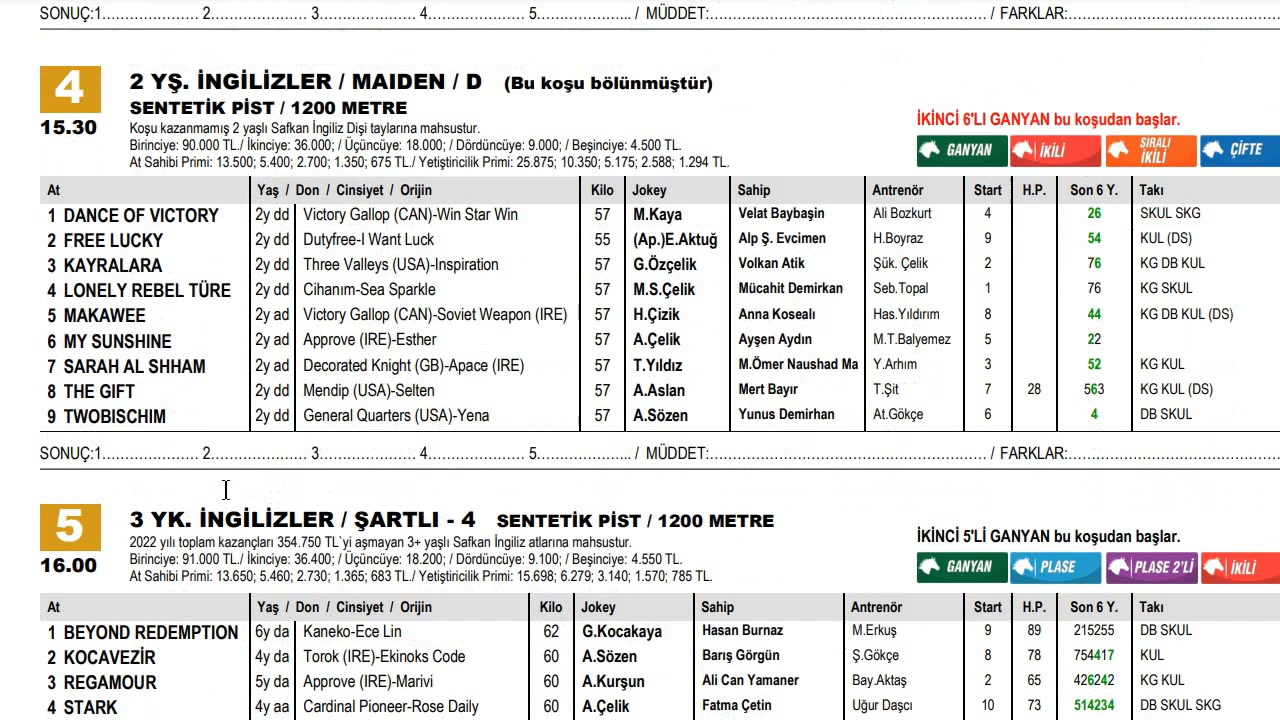 SONUÇ:1...................... 2...................... 3...................... 4...................... 5...................... / MÜDDET:.............................................................. / FARKLAR:..............................
4 2 YŞ. İNGİLİZLER / MAIDEN / D (Bu koşu bölünmüştür)
SENTETİK PİST / 1200 METRE
15.30 Koşu kazanmamış 2 yaşlı Safkan İngiliz Dişi taylarına mahsustur.
İKİNCİ 6'LI GANYAN bu koşudan başlar.
Birinciye: 90.000 TL./ İkinciye: 36.000; / Üçüncüye: 18.000; / Dördüncüye: 9.000; / Beşinciye: 4.500 TL.
At Sahibi Primi: 13.500; 5.400; 2.700; 1.350; 675 TL./ Yetiştiricilik Primi: 25.875; 10.350; 5.175; 2.588; 1.294 TL.
GANYAN İKİLİ SIRALI İKİLİ ÇİFTE
At Yaş / Don / Cinsiyet / Orijin Kilo Jokey Sahip Antrenör Start H.P. Son 6 Y. Takı
1 DANCE OF VICTORY 2y dd Victory Gallop (CAN)-Win Star Win 57 M.Kaya Velat Baybaşin Ali Bozkurt 4 26 SKUL SKG
2 FREE LUCKY 2y dd Dutyfree-I Want Luck 55 (Ap.)E.Aktuğ Alp Ş. Evcimen H.Boyraz 9 54 KUL (DS)
3 KAYRALARA 2y dd Three Valleys (USA)-Inspiration 57 G.Özçelik Volkan Atik Şük. Çelik 2 76 KG DB KUL
4 LONELY REBEL TÜRE 2y dd Cihanım-Sea Sparkle 57 M.S.Çelik Mücahit Demirkan Seb.Topal 1 76 KG SKUL
5 MAKAWEE 2y ad Victory Gallop (CAN)-Soviet Weapon (IRE) 57 H.Çizik Anna Kosealı Has.Yıldırım 8 44 KG DB KUL (DS)
6 MY SUNSHINE 2y ad Approve (IRE)-Esther 57 A.Çelik Ayşen Aydın M.T.Balyemez 5 22
7 SARAH AL SHHAM 2y ad Decorated Knight (GB)-Apace (IRE) 57 T.Yıldız M.Ömer Naushad Ma Y.Arhım 3 52 KG KUL
8 THE GIFT 2y dd Mendip (USA)-Selten 57 A.Aslan Mert Bayır T.Şit 7 28 563 KG KUL (DS)
9 TWOBISCHIM 2y dd General Quarters (USA)-Yena 57 A.Sözen Yunus Demirhan At.Gökçe 6 4 DB SKUL
SONUÇ:1...................... 2...................... 3...................... 4...................... 5...................... / MÜDDET:.............................................................. / FARKLAR:..............................
5 3 YK. İNGİLİZLER / ŞARTLI - 4 SENTETİK PİST / 1200 METRE
İKİNCİ 5'Lİ GANYAN bu koşudan başlar.
2022 yılı toplam kazançları 354.750 TL`yi aşmayan 3+ yaşlı Safkan İngiliz atlarına mahsustur.
16.00 Birinciye: 91.000 TL./ İkinciye: 36.400; / Üçüncüye: 18.200; / Dördüncüye: 9.100; / Beşinciye: 4.550 TL.
At Sahibi Primi: 13.650; 5.460; 2.730; 1.365; 683 TL./ Yetiştiricilik Primi: 15.698; 6.279; 3.140; 1.570; 785 TL.
GANYAN PLASE PLASE 2'Lİ İKİLİ
At Yaş / Don / Cinsiyet / Orijin Kilo Jokey Sahip Antrenör Start H.P. Son 6 Y. Takı
1 BEYOND REDEMPTION 6y da Kaneko-Ece Lin 62 G.Kocakaya Hasan Burnaz M.Erkuş 9 89 215255 DB SKUL
2 KOCAVEZİR 4y da Torok (IRE)-Ekinoks Code 60 A.Sözen Barış Görgün Ş.Gökçe 8 78 754417 KUL
3 REGAMOUR 5y da Approve (IRE)-Marivi 60 A.Kurşun Ali Can Yamaner Bay.Aktaş 2 65 426242 KG KUL
4 STARK 4y aa Cardinal Pioneer-Rose Daily 60 A.Çelik Fatma Çetin Uğur Daşcı 10 73 514234 DB SKUL SKG